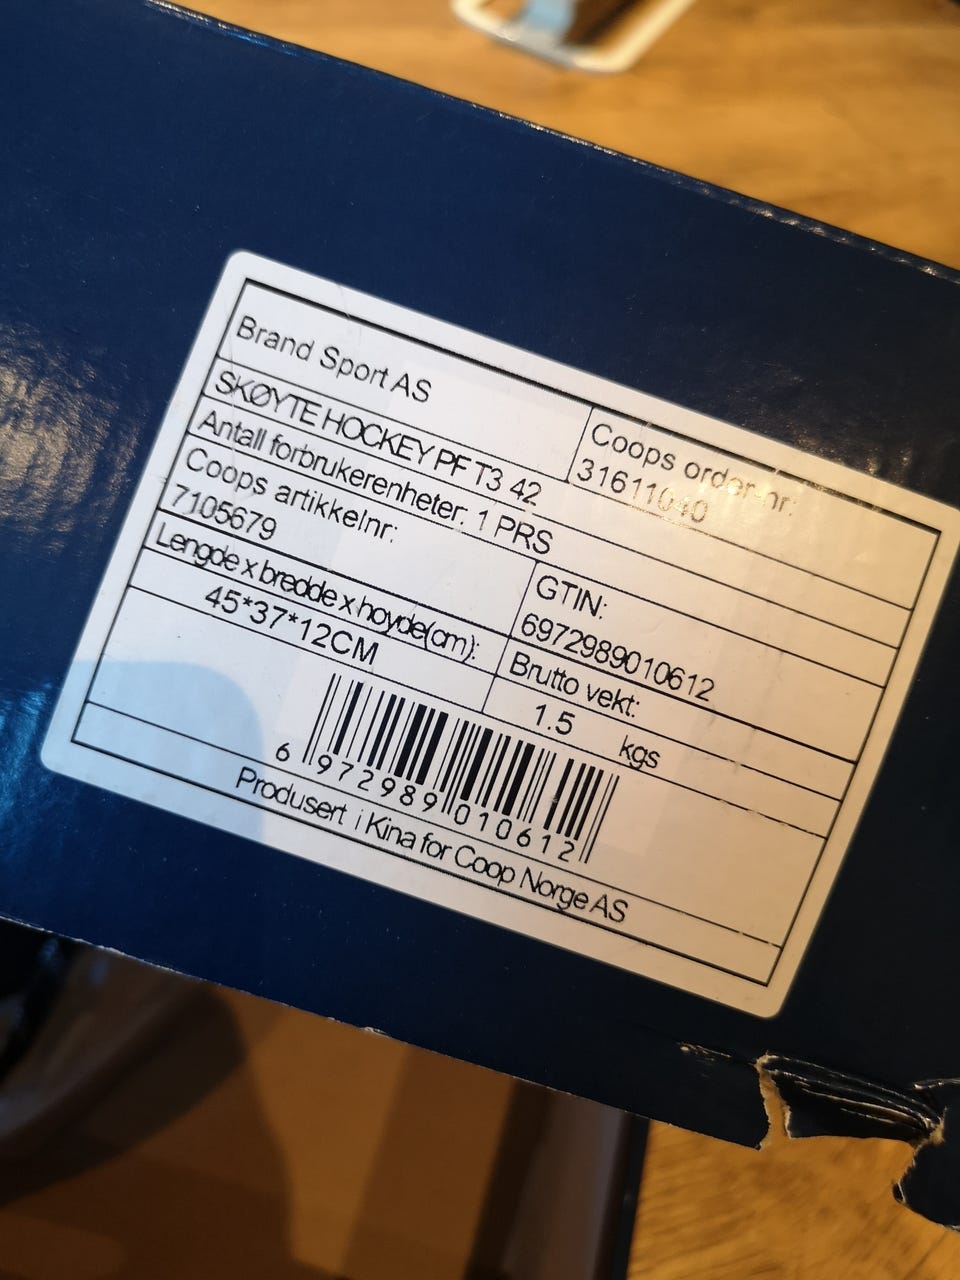 Brand Sport AS
Coops order-nr:
31611040
SKØYTE HOCKEY PF T3 42
Antall forbrukerenheter: 1 PRS
Coops artikkelnr:
7105679
GTIN:
6972989010612
Lengde x bredde x hoyde(cm):
45*37*12CM
Brutto vekt:
1.5 kgs
6 972989 010612
Produsert i Kina for Coop Norge AS